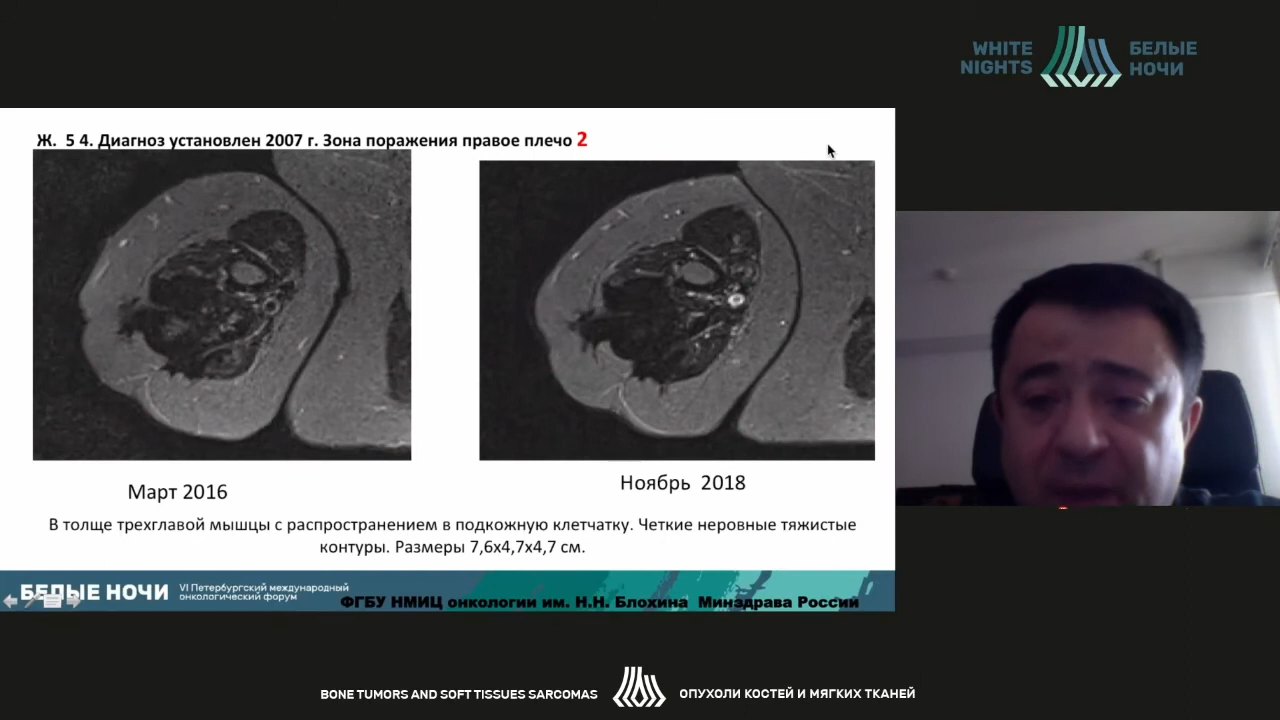 WHITE
NIGHTS
БЕЛЫЕ
НОЧИ
Ж. 5 4. Диагноз установлен 2007 г. Зона поражения правое плечо 2
Март 2016
Ноябрь 2018
В толще трехглавой мышцы с распространением в подкожную клетчатку. Четкие неровные тяжистые
контуры. Размеры 7,6х4,7х4,7 см.
БЕЛЫЕ НОЧИ
VI Петербургский международный
онкологический форум
ФГБУ НМИЦ онкологии им. Н.Н. Блохина Минздрава России
BONE TUMORS AND SOFT TISSUES SARCOMAS
ОПУХОЛИ КОСТЕЙ И МЯГКИХ ТКАНЕЙ